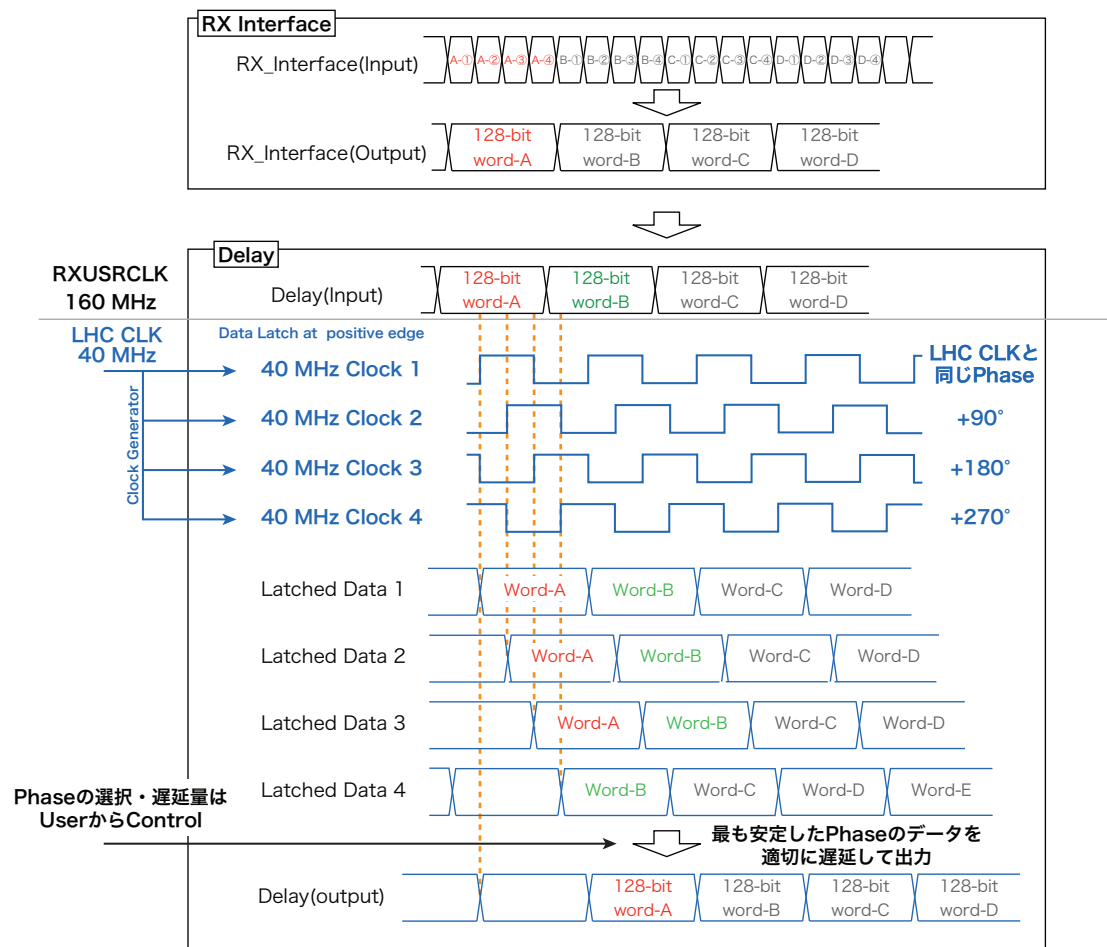 RX Interface
RX_Interface(Input)
A-① A-② A-③ A-④ B-① B-② B-③ B-④ C-① C-② C-③ C-④ D-① D-② D-③ D-④
RX_Interface(Output)
128-bit word-A
128-bit word-B
128-bit word-C
128-bit word-D
Delay
RXUSRCLK
160 MHz
Delay(Input)
128-bit word-A
128-bit word-B
128-bit word-C
128-bit word-D
LHC CLK
40 MHz
Data Latch at positive edge
Clock Generator
40 MHz Clock 1
LHC CLKと
同じPhase
40 MHz Clock 2
+90°
40 MHz Clock 3
+180°
40 MHz Clock 4
+270°
Latched Data 1
Word-A Word-B Word-C Word-D
Latched Data 2
Word-A Word-B Word-C Word-D
Latched Data 3
Word-A Word-B Word-C Word-D
Latched Data 4
Word-B Word-C Word-D Word-E
Phaseの選択・遅延量は
UserからControl
最も安定したPhaseのデータを
適切に遅延して出力
Delay(output)
128-bit word-A
128-bit word-B
128-bit word-C
128-bit word-D